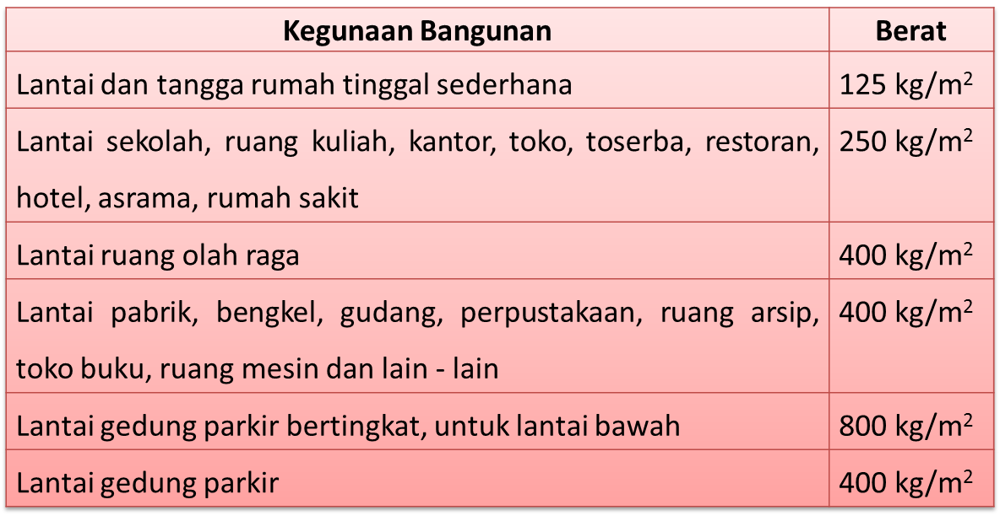 Kegunaan Bangunan Berat
Lantai dan tangga rumah tinggal sederhana 125 kg/m²
Lantai sekolah, ruang kuliah, kantor, toko, toserba, restoran, 250 kg/m²
hotel, asrama, rumah sakit
Lantai ruang olah raga 400 kg/m²
Lantai pabrik, bengkel, gudang, perpustakaan, ruang arsip, 400 kg/m²
toko buku, ruang mesin dan lain - lain
Lantai gedung parkir bertingkat, untuk lantai bawah 800 kg/m²
Lantai gedung parkir 400 kg/m²